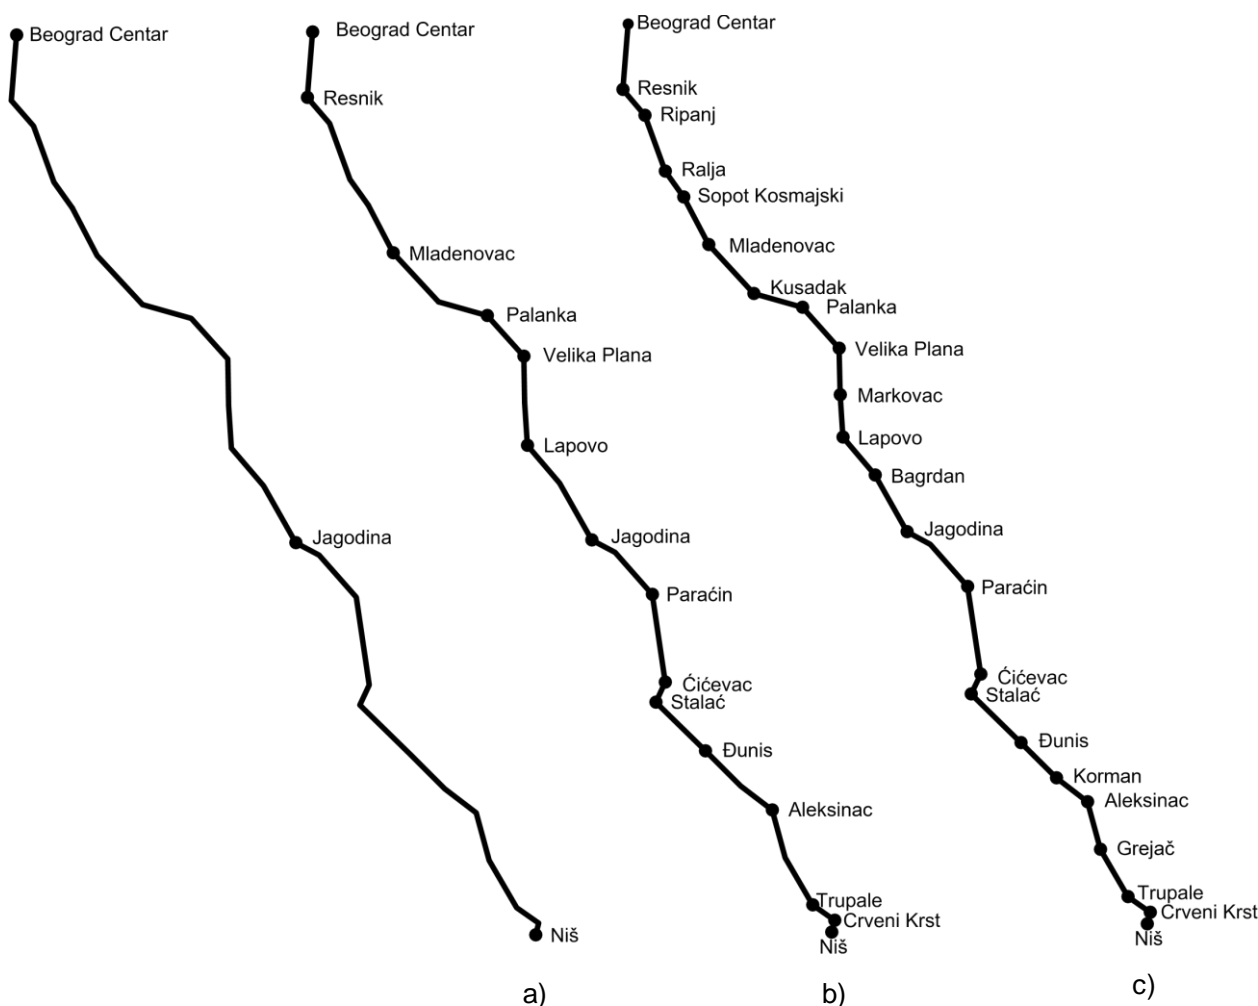 Beograd Centar
Jagodina
Niš
a)
Beograd Centar
Resnik
Mladenovac
Palanka
Velika Plana
Lapovo
Jagodina
Paraćin
Ćićevac
Stalać
Đunis
Aleksinac
Trupale
Crveni Krst
Niš
b)
Beograd Centar
Resnik
Ripanj
Ralja
Sopot Kosmajski
Mladenovac
Kusadak
Palanka
Velika Plana
Markovac
Lapovo
Bagrdan
Jagodina
Paraćin
Ćićevac
Stalać
Đunis
Korman
Aleksinac
Grejač
Trupale
Crveni Krst
Niš
c)